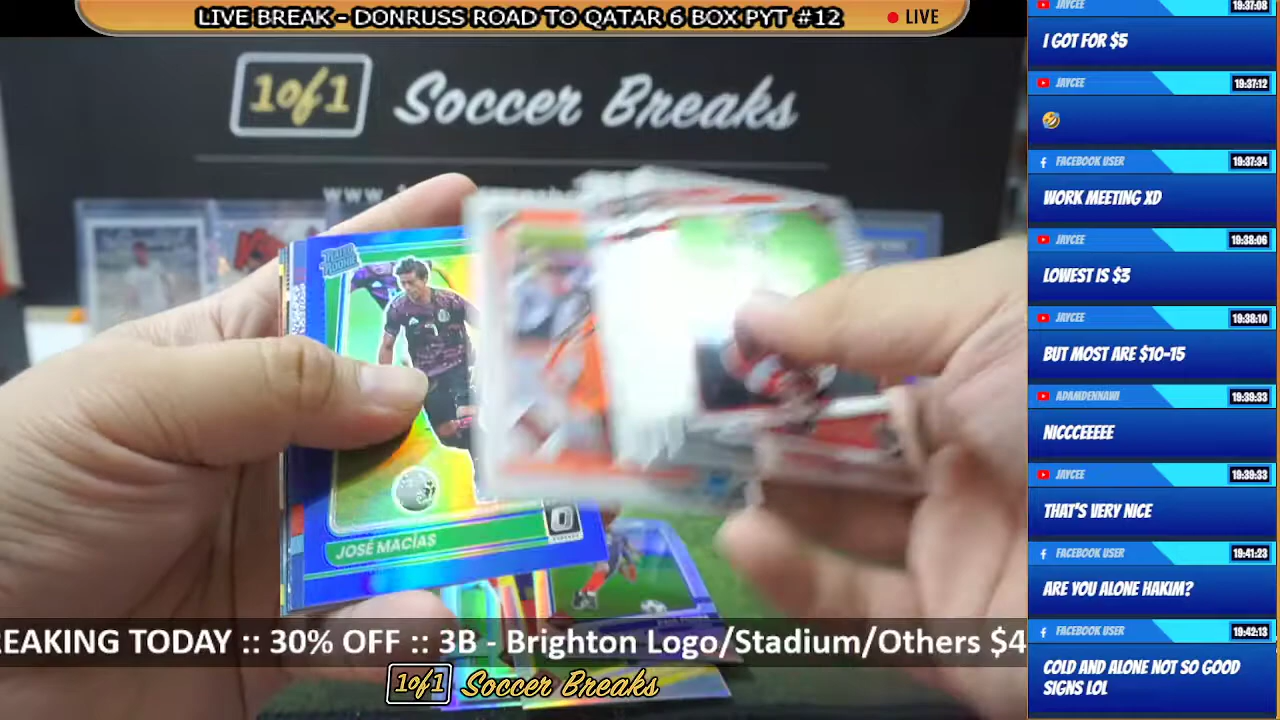 LIVE BREAK - DONRUSS ROAD TO QATAR 6 BOX PYT #12
LIVE
1of1 Soccer Breaks
www.
RATED
ROOKIE
JOSÉ MACÍAS
REAKING TODAY :: 30% OFF :: 3B - Brighton Logo/Stadium/Others $4
1of1 Soccer Breaks
JAYCEE 19:37:08
I GOT FOR $5
JAYCEE 19:37:12
FACEBOOK USER 19:37:34
WORK MEETING XD
JAYCEE 19:38:06
LOWEST IS $3
JAYCEE 19:38:10
BUT MOST ARE $10-15
ADAMDENNAWI 19:39:33
NICCCEEEEE
JAYCEE 19:39:33
THAT'S VERY NICE
FACEBOOK USER 19:41:23
ARE YOU ALONE HAKIM?
FACEBOOK USER 19:42:13
COLD AND ALONE NOT SO GOOD
SIGNS LOL